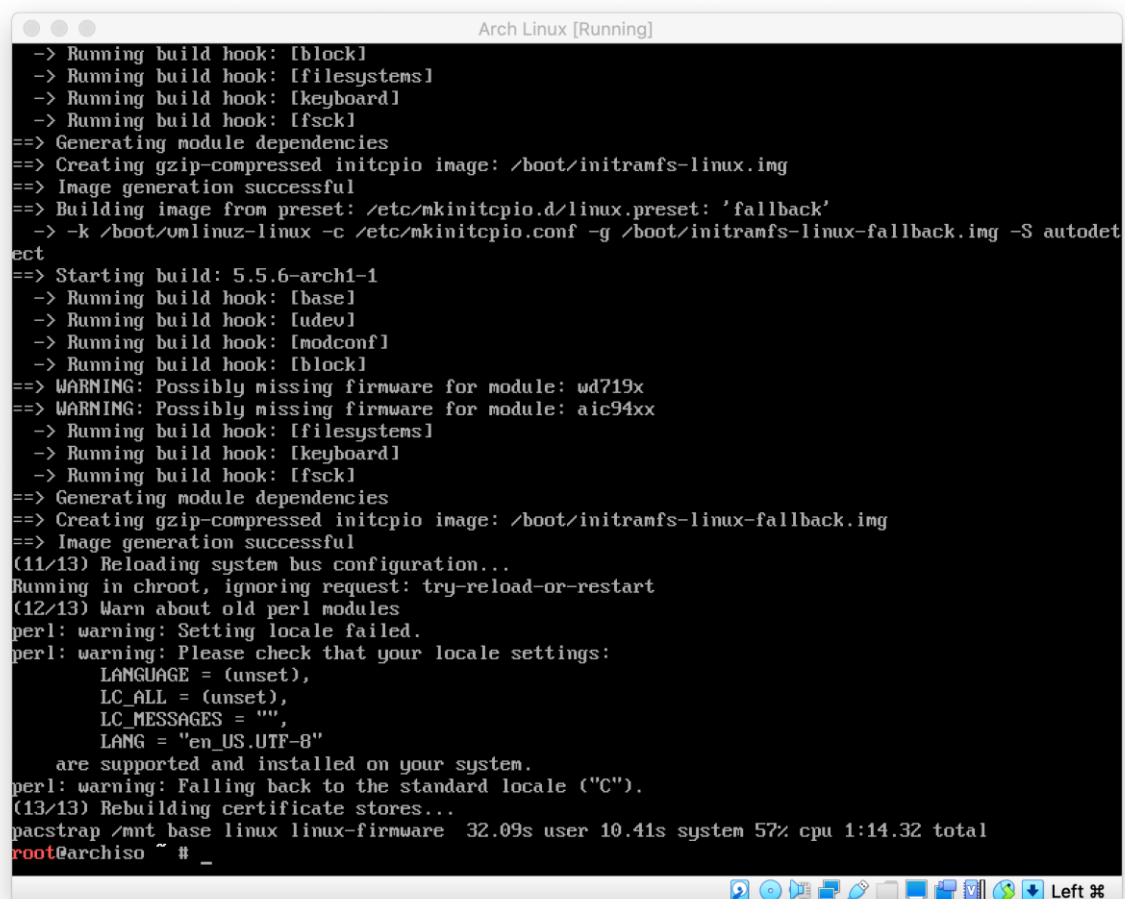 Arch Linux [Running]
-> Running build hook: [block]
-> Running build hook: [filesystems]
-> Running build hook: [keyboard]
-> Running build hook: [fsck]
==> Generating module dependencies
==> Creating gzip-compressed initcpio image: /boot/initramfs-linux.img
==> Image generation successful
==> Building image from preset: /etc/mkinitcpio.d/linux.preset: 'fallback'
-> -k /boot/vmlinuz-linux -c /etc/mkinitcpio.conf -g /boot/initramfs-linux-fallback.img -S autodet
ect
==> Starting build: 5.5.6-arch1-1
-> Running build hook: [base]
-> Running build hook: [udev]
-> Running build hook: [modconf]
-> Running build hook: [block]
==> WARNING: Possibly missing firmware for module: wd719x
==> WARNING: Possibly missing firmware for module: aic94xx
-> Running build hook: [filesystems]
-> Running build hook: [keyboard]
-> Running build hook: [fsck]
==> Generating module dependencies
==> Creating gzip-compressed initcpio image: /boot/initramfs-linux-fallback.img
==> Image generation successful
(11/13) Reloading system bus configuration...
Running in chroot, ignoring request: try-reload-or-restart
(12/13) Warn about old perl modules
perl: warning: Setting locale failed.
perl: warning: Please check that your locale settings:
LANGUAGE = (unset),
LC_ALL = (unset),
LC_MESSAGES = "",
LANG = "en_US.UTF-8"
are supported and installed on your system.
perl: warning: Falling back to the standard locale ("C").
(13/13) Rebuilding certificate stores...
pacstrap /mnt base linux linux-firmware  32.09s user 10.41s system 57% cpu 1:14.32 total
root@archiso ~ # _
Left ⌘